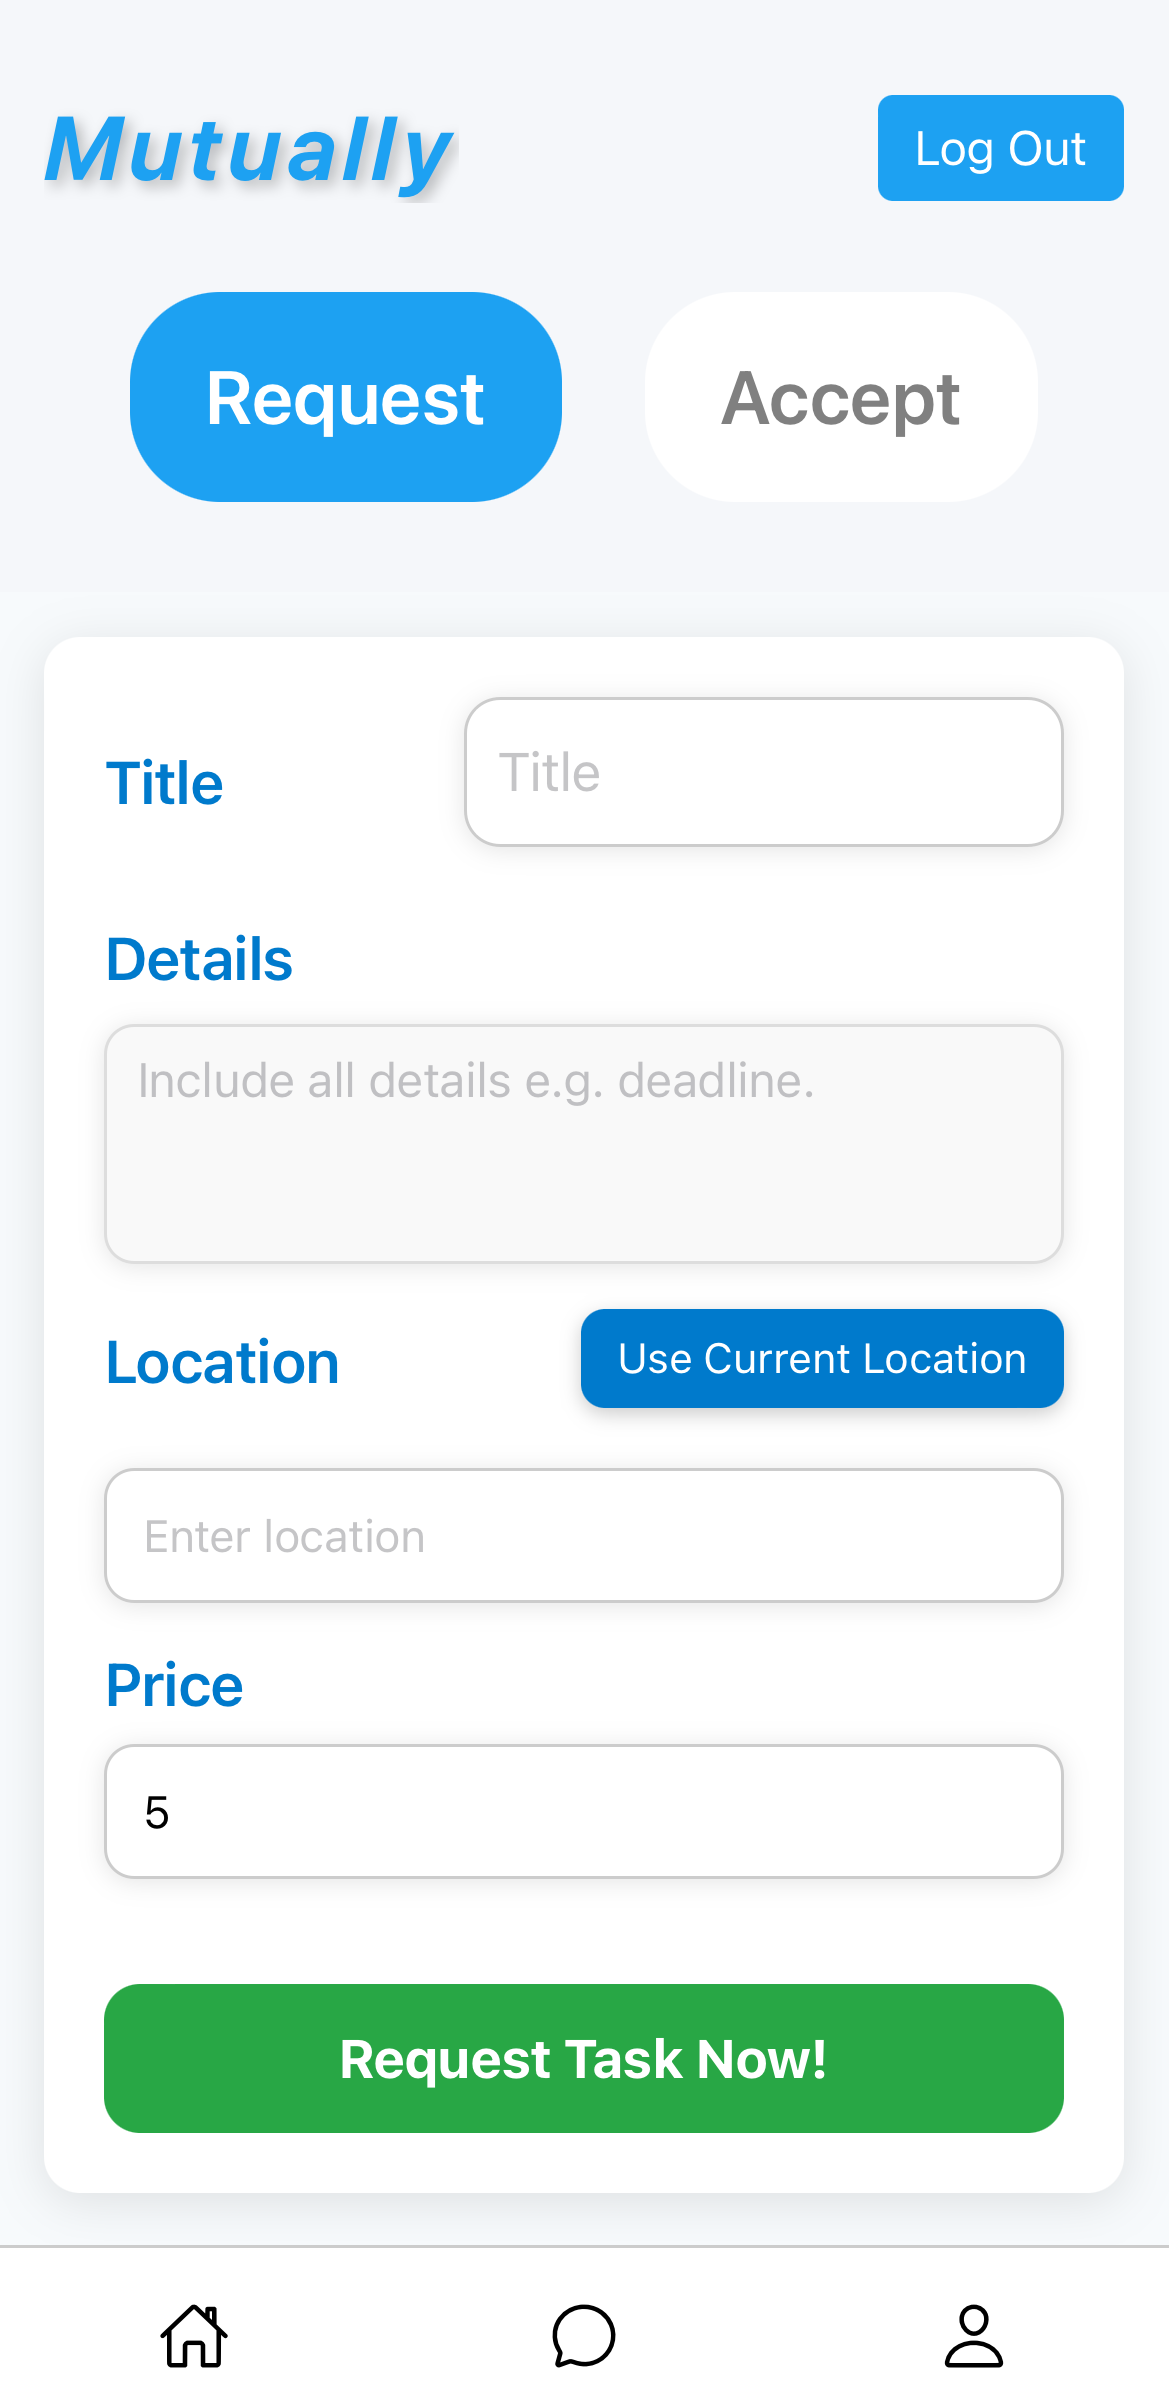 Mutually
Log Out
Request
Accept
Title
Title
Details
Include all details e.g. deadline.
Location
Use Current Location
Enter location
Price
5
Request Task Now!